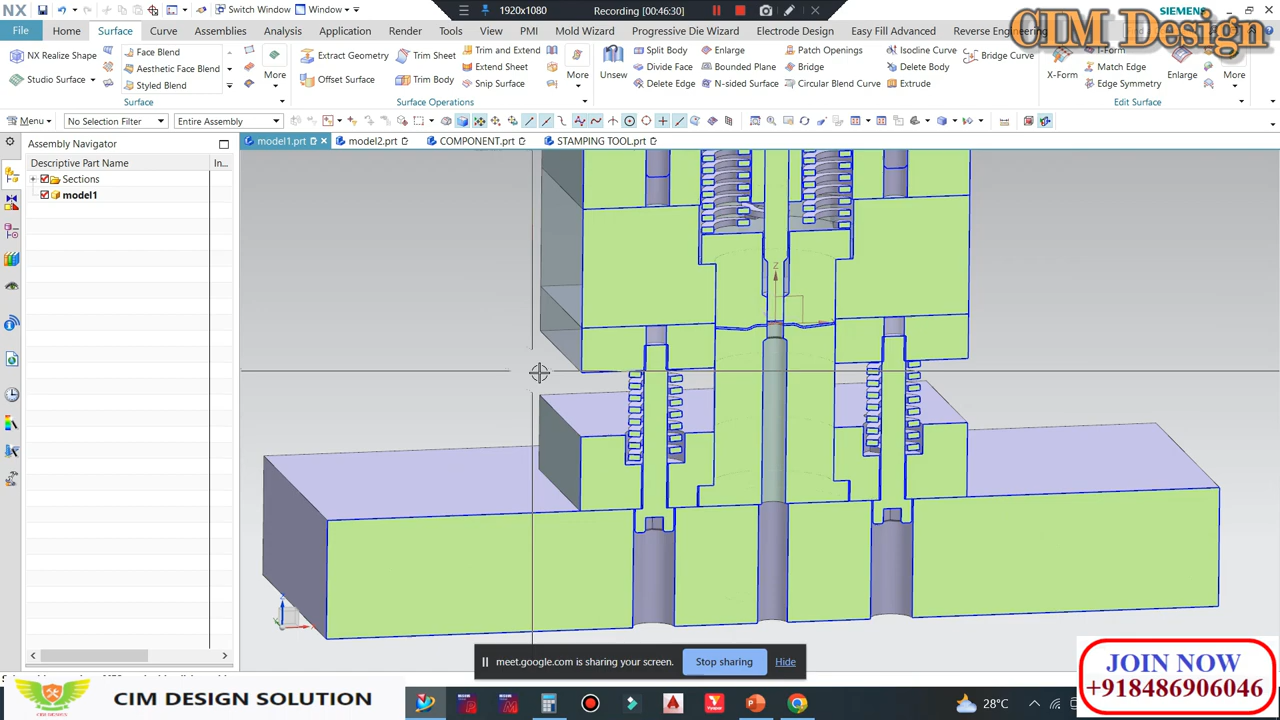 NX
Switch Window
Window
1920x1080
Recording [00:46:30]
SIEMENS
CIM Design
File
Home
Surface
Curve
Assemblies
Analysis
Application
Render
Tools
View
PMI
Mold Wizard
Progressive Die Wizard
Electrode Design
Easy Fill Advanced
Reverse Engineering
NX Realize Shape
Studio Surface
Face Blend
Aesthetic Face Blend
Styled Blend
More
Surface
Extract Geometry
Offset Surface
Trim Sheet
Trim Body
Trim and Extend
Extend Sheet
Snip Surface
More
Surface Operations
Unsew
Split Body
Divide Face
Delete Edge
Enlarge
Bounded Plane
N-sided Surface
Patch Openings
Bridge
Circular Blend Curve
Isocline Curve
Delete Body
Extrude
Bridge Curve
X-Form
I-Form
Match Edge
Edge Symmetry
Enlarge
More
Edit Surface
Menu
No Selection Filter
Entire Assembly
Assembly Navigator
model1.prt
model2.prt
COMPONENT.prt
STAMPING TOOL.prt
Descriptive Part Name
In...
Sections
model1
Z
meet.google.com is sharing your screen.
Stop sharing
Hide
JOIN NOW
+918486906046
CIM DESIGN SOLUTION
28°C